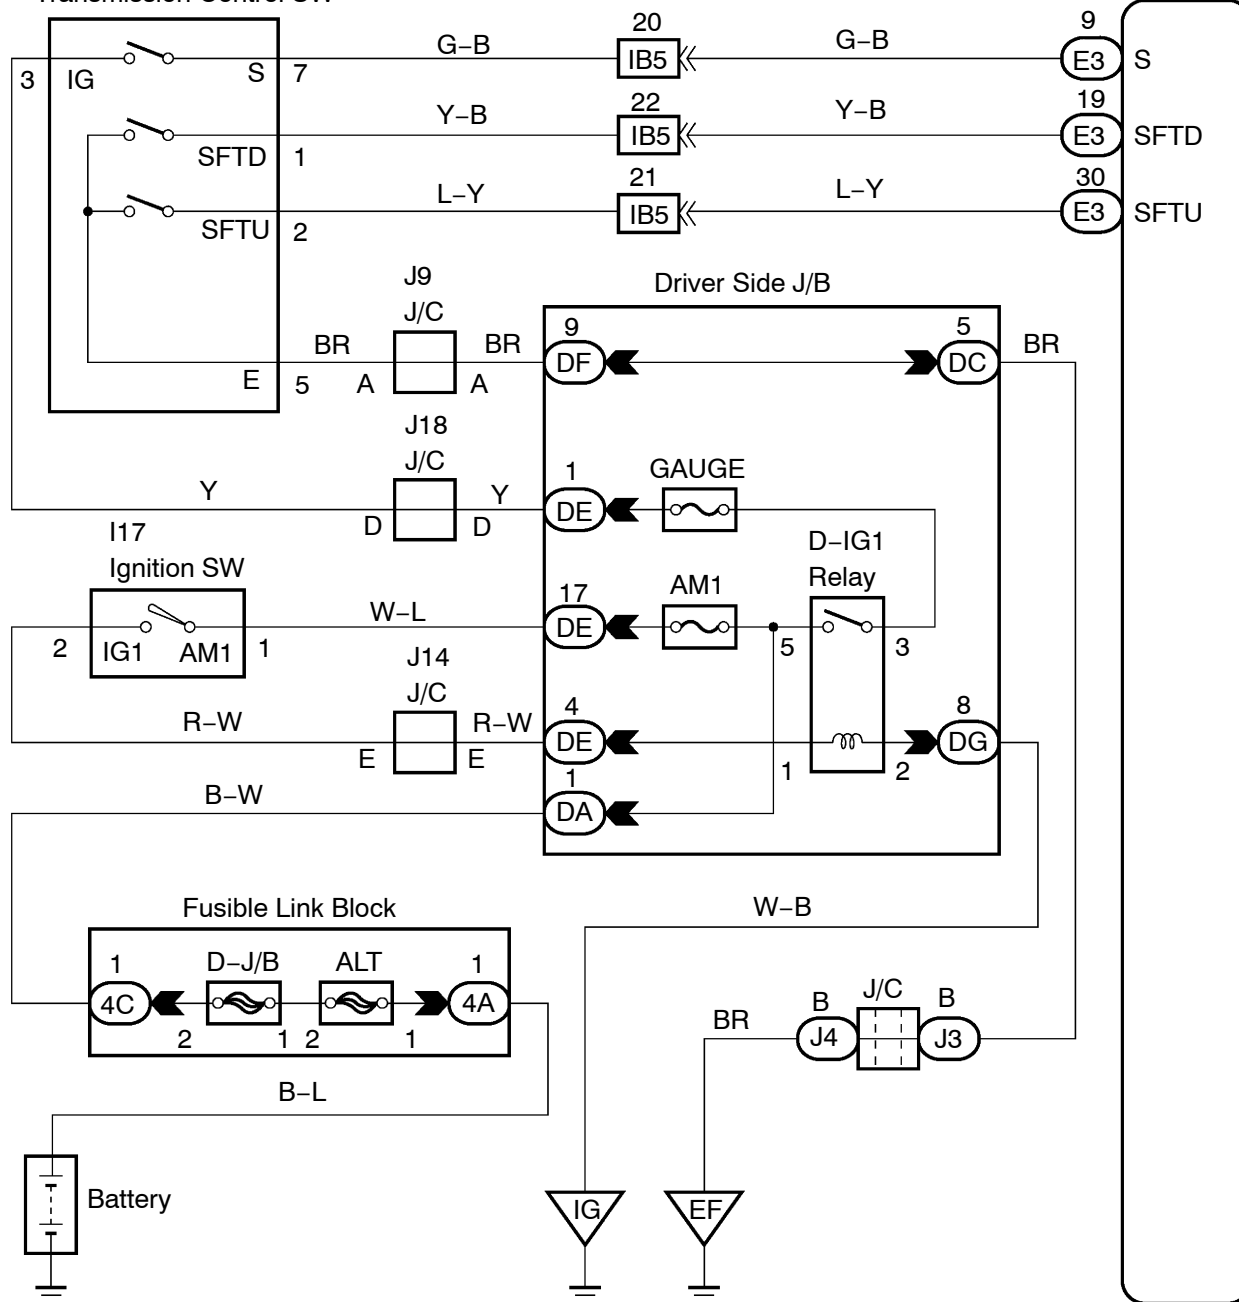 G−B
20
IB5
G−B
9
E3
S
3
IG
S
7
Y−B
22
IB5
Y−B
19
E3
SFTD
SFTD
1
L−Y
21
IB5
L−Y
30
E3
SFTU
SFTU
2
J9
J/C
Driver Side J/B
BR
BR
9
DF
5
DC
BR
E
5
A
A
J18
J/C
Y
Y
1
DE
GAUGE
D
D
I17
Ignition SW
D−IG1
Relay
W−L
17
DE
AM1
2
IG1
AM1
1
5
3
J14
J/C
R−W
R−W
4
DE
8
DG
E
E
1
2
B−W
1
DA
Fusible Link Block
W−B
1
D−J/B
ALT
1
4C
4A
2
1
2
1
BR
B
J/C
B
J4
J3
B−L
Battery
IG
EF